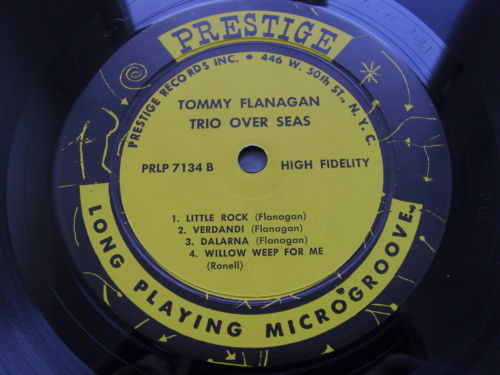 PRESTIGE
PRESTIGE RECORDS INC. • 446 W. 50th ST., N. Y. C.
TOMMY FLANAGAN
TRIO OVER SEAS
PRLP 7134 B HIGH FIDELITY
1. LITTLE ROCK (Flanagan)
2. VERDANDI (Flanagan)
3. DALARNA (Flanagan)
4. WILLOW WEEP FOR ME
(Ronell)
LONG PLAYING MICROGROOVE